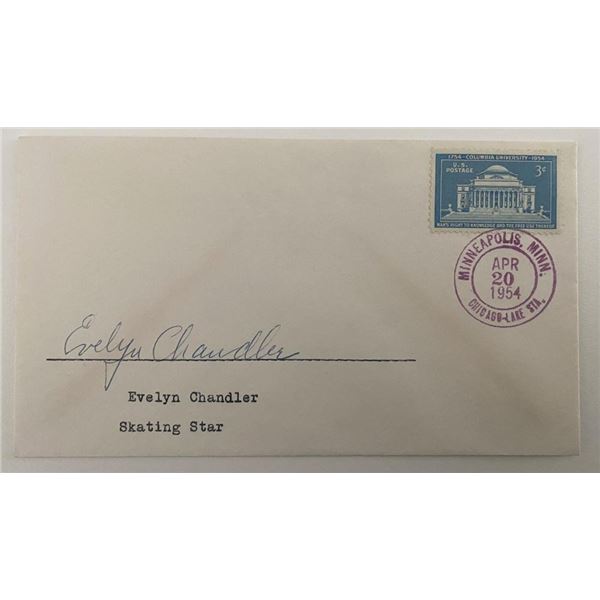 1754-COLUMBIA UNIVERSITY-1954
U.S. POSTAGE
3¢
MAN'S RIGHT TO KNOWLEDGE AND THE FREE USE THEREOF
MINNEAPOLIS, MINN.
APR
20
1954
CHICAGO-LAKE STA.
Evelyn Chandler
Evelyn Chandler
Skating Star